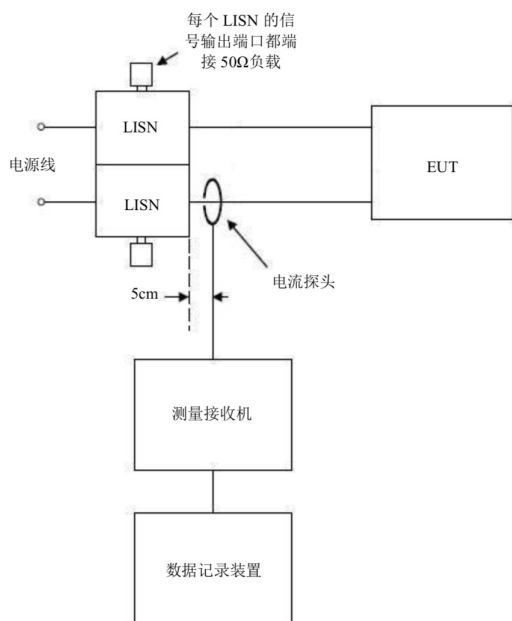 每个 LISN 的信
号输出端口都端
接 50Ω负载
LISN
电源线
LISN
EUT
电流探头
5cm
测量接收机
数据记录装置